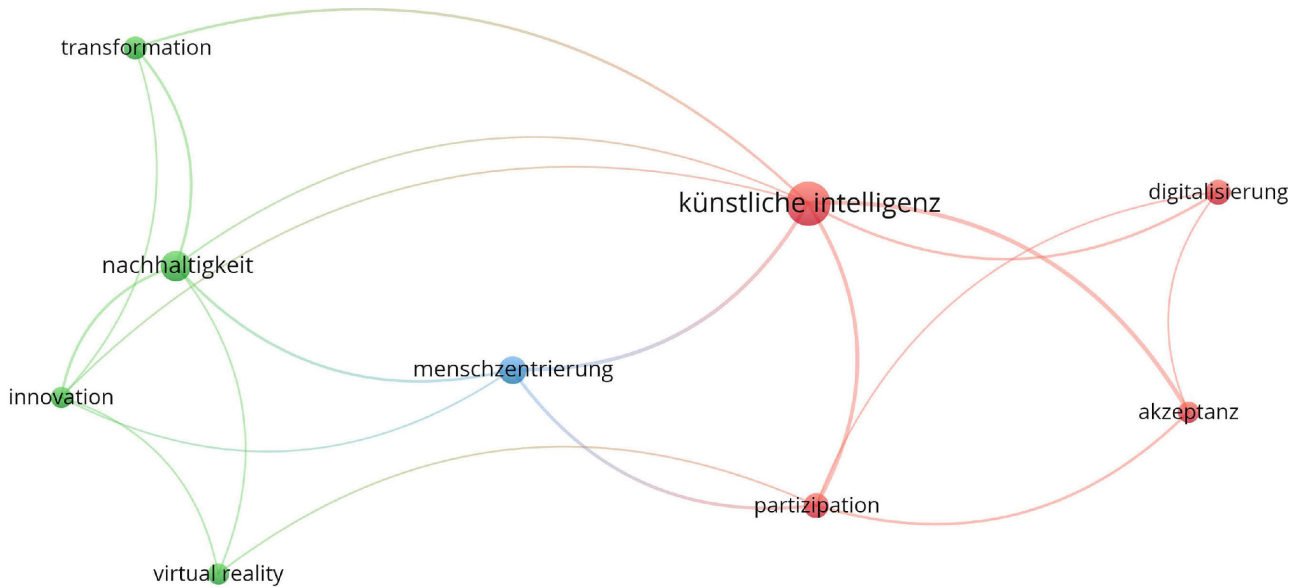 transformation
künstliche intelligenz
digitalisierung
nachhaltigkeit
menschzentrierung
innovation
akzeptanz
partizipation
virtual reality